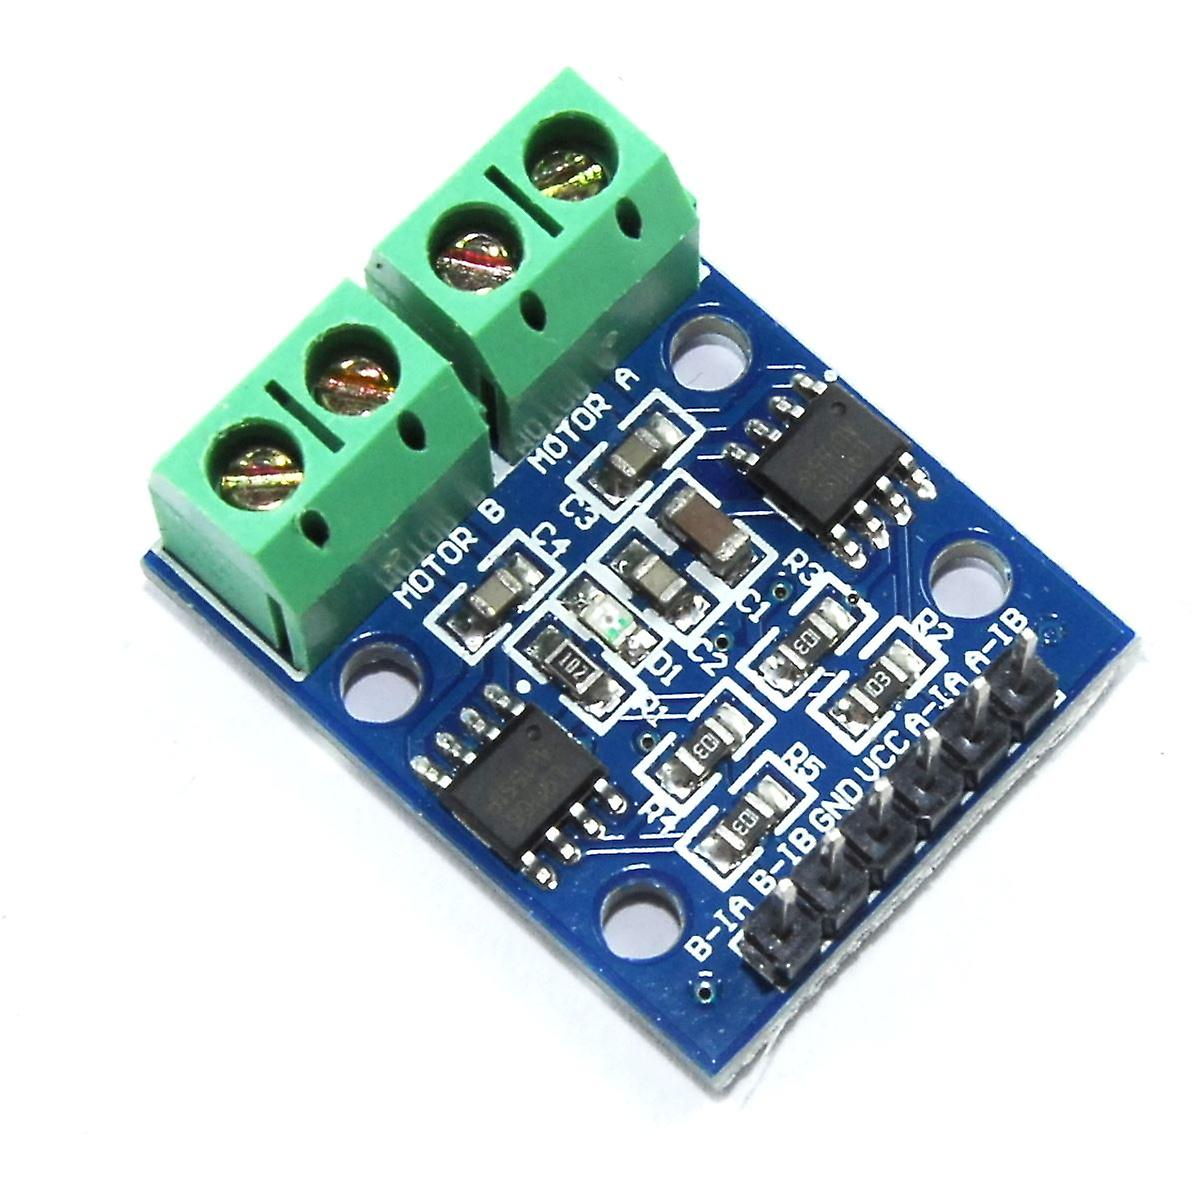 MOTOR A
MOTOR B
C3
C4
C1
C2
D1
R3
R2
R1
R5
102
103
103
103
103
A-IB
A-IA
VCC
GND
B-IB
B-IA